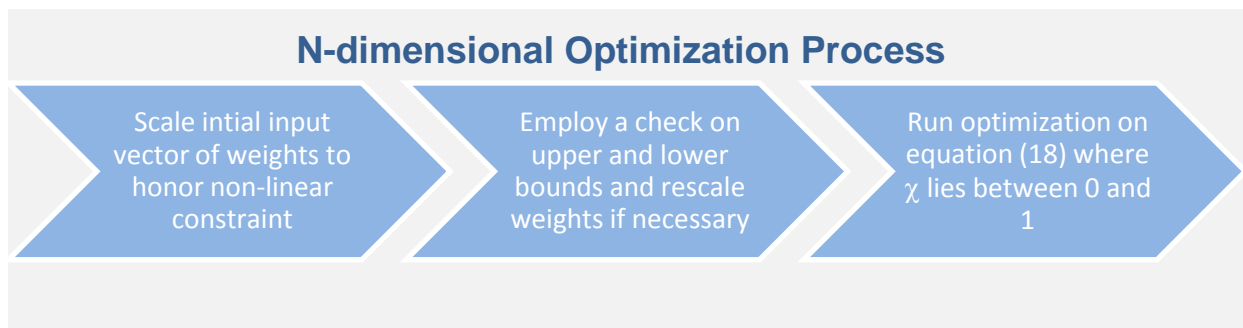 N-dimensional Optimization Process
Scale intial input
vector of weights to
honor non-linear
constraint
Employ a check on
upper and lower
bounds and rescale
weights if necessary
Run optimization on
equation (18) where
χ lies between 0 and
1